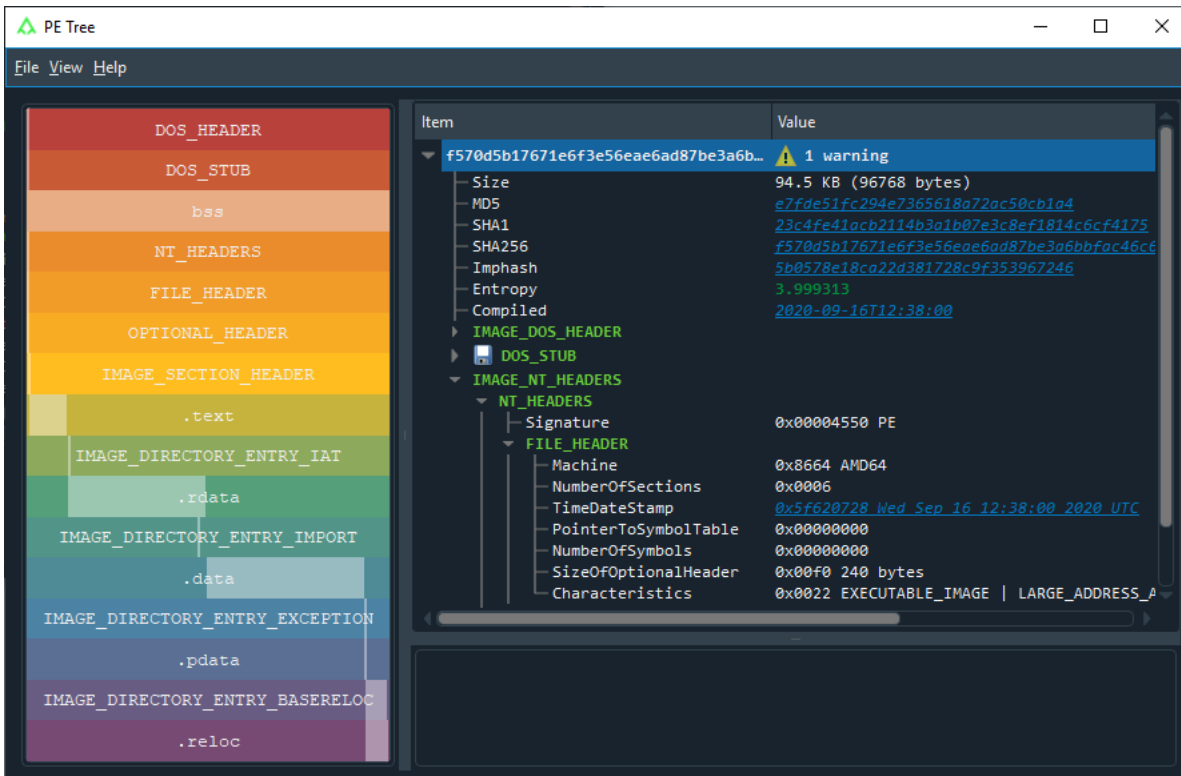 PE Tree
File View Help
DOS_HEADER
DOS_STUB
bss
NT_HEADERS
FILE_HEADER
OPTIONAL_HEADER
IMAGE_SECTION_HEADER
.text
IMAGE_DIRECTORY_ENTRY_IAT
.rdata
IMAGE_DIRECTORY_ENTRY_IMPORT
.data
IMAGE_DIRECTORY_ENTRY_EXCEPTION
.pdata
IMAGE_DIRECTORY_ENTRY_BASERELOC
.reloc
Item Value
f570d5b17671e6f3e56eae6ad87be3a6b… 1 warning
Size 94.5 KB (96768 bytes)
MD5 e7fde51fc294e7365618a72ac50cb1a4
SHA1 23c4fe41acb2114b3a1b07e3c8ef1814c6cf4175
SHA256 f570d5b17671e6f3e56eae6ad87be3a6bbfac46c6
Imphash 5b0578e18ca22d381728c9f353967246
Entropy 3.999313
Compiled 2020-09-16T12:38:00
IMAGE_DOS_HEADER
DOS_STUB
IMAGE_NT_HEADERS
NT_HEADERS
Signature 0x00004550 PE
FILE_HEADER
Machine 0x8664 AMD64
NumberOfSections 0x0006
TimeDateStamp 0x5f620728 Wed Sep 16 12:38:00 2020 UTC
PointerToSymbolTable 0x00000000
NumberOfSymbols 0x00000000
SizeOfOptionalHeader 0x00f0 240 bytes
Characteristics 0x0022 EXECUTABLE_IMAGE | LARGE_ADDRESS_A